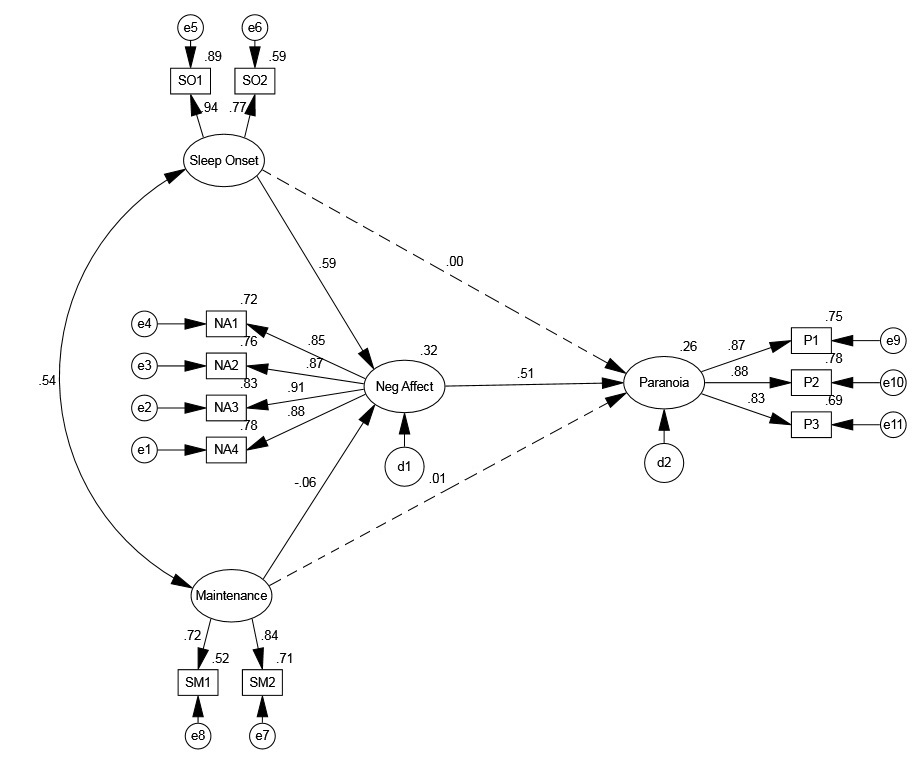 e5
e6
.89
.59
SO1
SO2
.94
.77
Sleep Onset
.00
.59
.54
.72
e4
NA1
.85
.76
e3
NA2
.87
.83
e2
NA3
.91
.78
e1
NA4
.88
.32
Neg Affect
d1
.51
.26
Paranoia
d2
.75
.87
P1
e9
.78
.88
P2
e10
.69
.83
P3
e11
-.06
.01
Maintenance
.72
.84
.52
.71
SM1
SM2
e8
e7